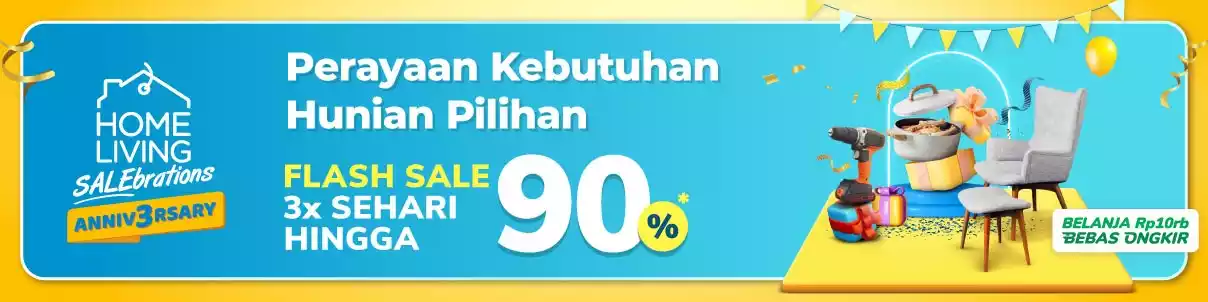 HOME
LIVING
SALEbrations
ANNIV3RSARY
Perayaan Kebutuhan
Hunian Pilihan
FLASH SALE
3x SEHARI
HINGGA
90%*
BELANJA Rp10rb
BEBAS ONGKIR